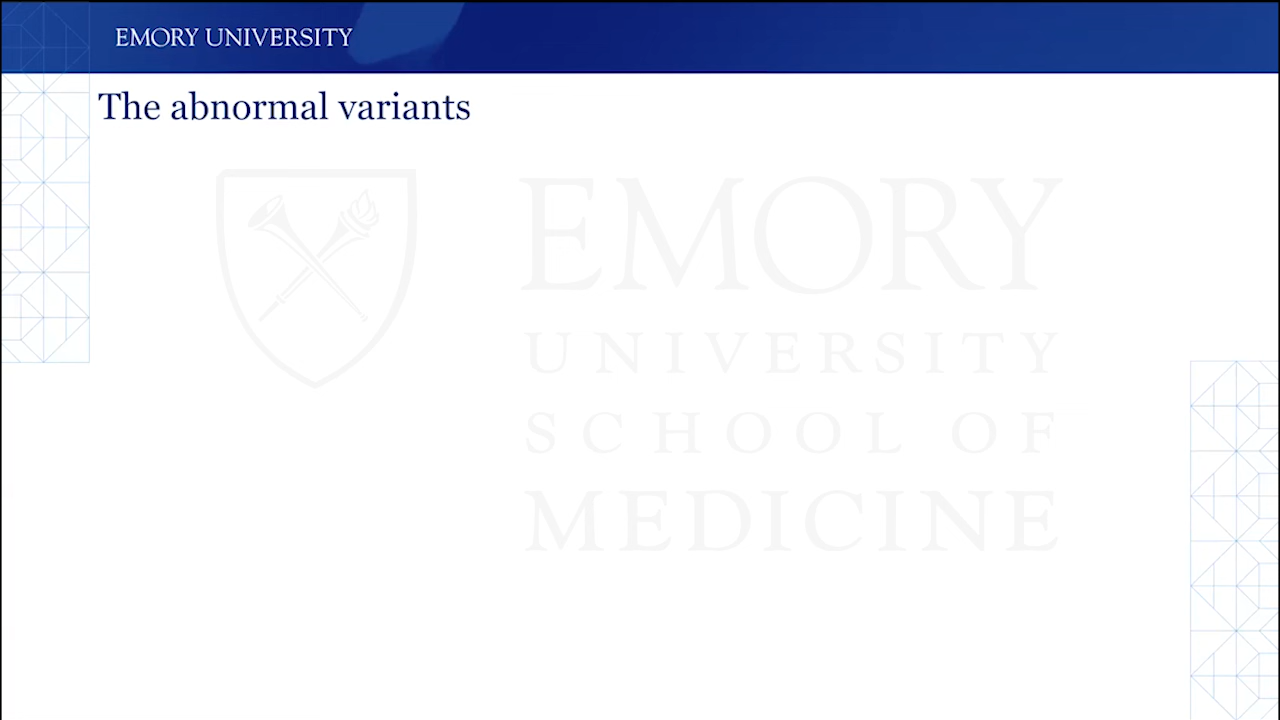 EMORY UNIVERSITY
The abnormal variants
EMORY
UNIVERSITY
SCHOOL OF
MEDICINE